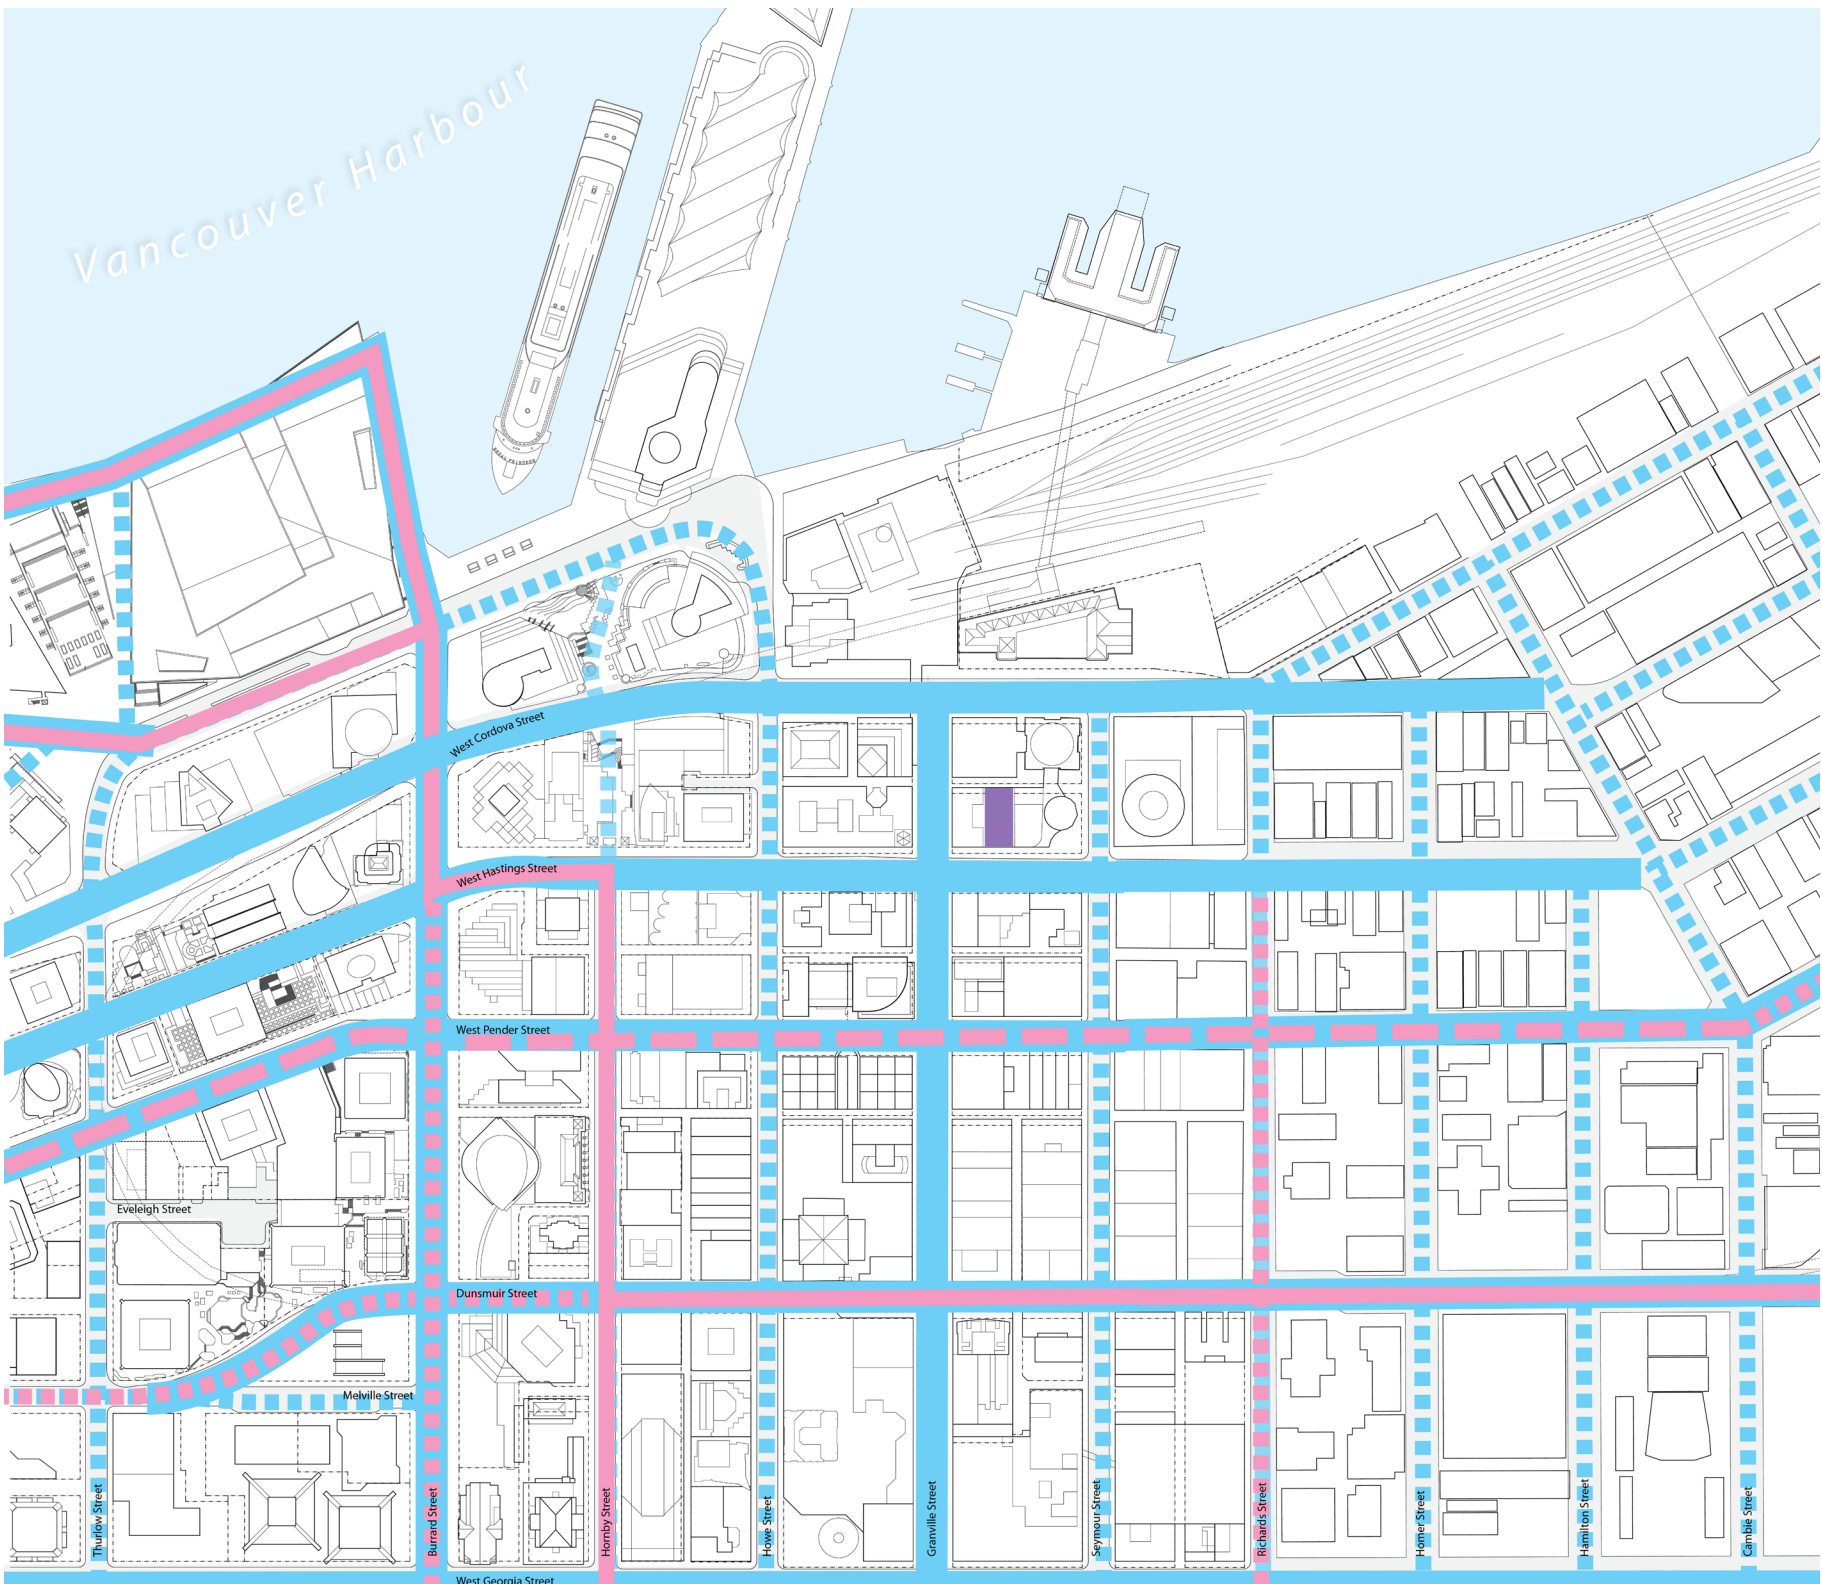 Vancouver Harbour
West Cordova Street
West Hastings Street
West Pender Street
Eveleigh Street
Dunsmuir Street
Melville Street
Thurlow Street
Burrard Street
Hornby Street
Howe Street
Granville Street
Seymour Street
Richards Street
Homer Street
Hamilton Street
Cambie Street
West Georgia Street